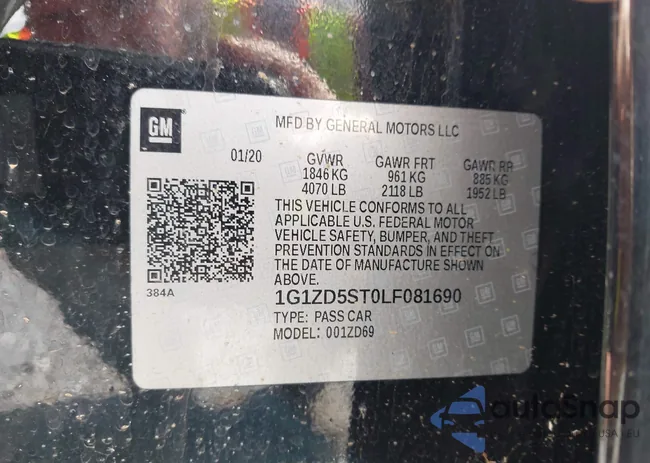 GM
MFD BY GENERAL MOTORS LLC
01/20 GVWR GAWR FRT GAWR RR
1846 KG 961 KG 885 KG
4070 LB 2118 LB 1952 LB
THIS VEHICLE CONFORMS TO ALL
APPLICABLE U.S. FEDERAL MOTOR
VEHICLE SAFETY, BUMPER, AND THEFT
PREVENTION STANDARDS IN EFFECT ON
THE DATE OF MANUFACTURE SHOWN
ABOVE.
384A
1G1ZD5ST0LF081690
TYPE: PASS CAR
MODEL: 001ZD69
autoSnap
USA | EU